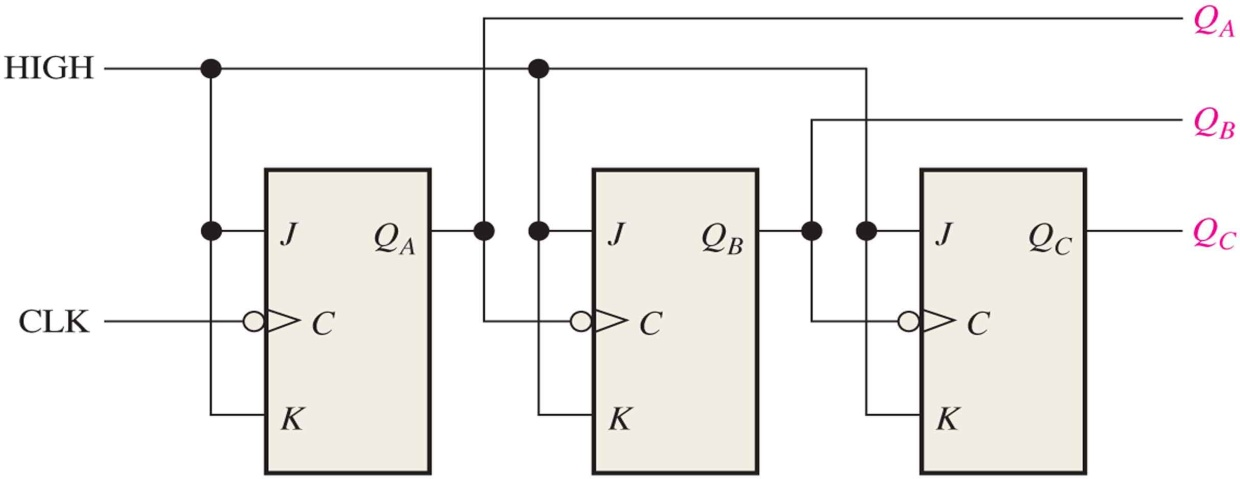 Q_A
HIGH
Q_B
J Q_A J Q_B J Q_C Q_C
CLK C C C
K K K